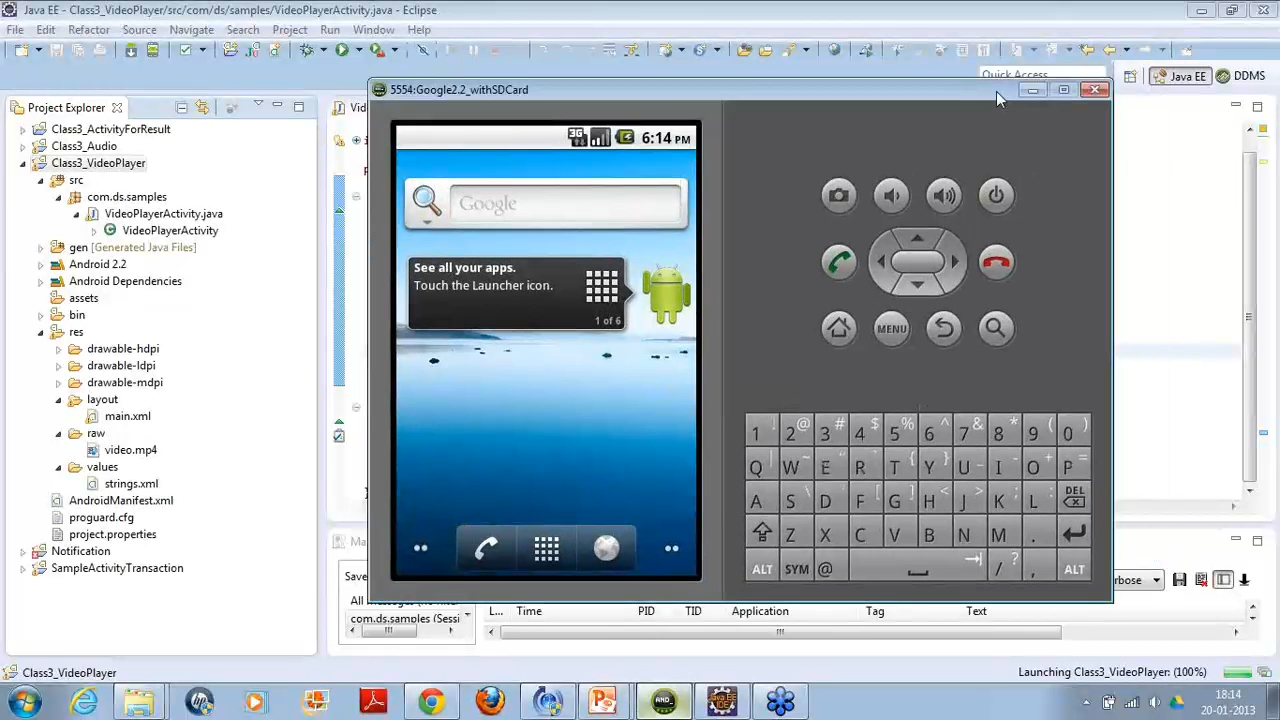 Java EE - Class3_VideoPlayer/src/com/ds/samples/VideoPlayerActivity.java - Eclipse
File Edit Refactor Source Navigate Search Project Run Window Help
Quick Access
Java EE
DDMS
5554:Google2.2_withSDCard
Project Explorer
Class3_ActivityForResult
Class3_Audio
Class3_VideoPlayer
src
com.ds.samples
VideoPlayerActivity.java
VideoPlayerActivity
gen [Generated Java Files]
Android 2.2
Android Dependencies
assets
bin
res
drawable-hdpi
drawable-ldpi
drawable-mdpi
layout
main.xml
raw
video.mp4
values
strings.xml
AndroidManifest.xml
proguard.cfg
project.properties
Notification
SampleActivityTransaction
3G 6:14 PM
Google
See all your apps.
Touch the Launcher icon.
1 of 6
MENU
1 2 @ 3 # 4 $ 5 % 6 ^ 7 & 8 * 9 ( 0 )
Q | W ~ E R T { Y } U - I - O + P =
A S \ D ' F [ G ] H < J > K ; L : DEL
Z X C V B N M .
ALT SYM @ / ? , ALT
com.ds.samples (Sessi
L... Time PID TID Application Tag Text
Class3_VideoPlayer
Launching Class3_VideoPlayer: (100%)
18:14
20-01-2013